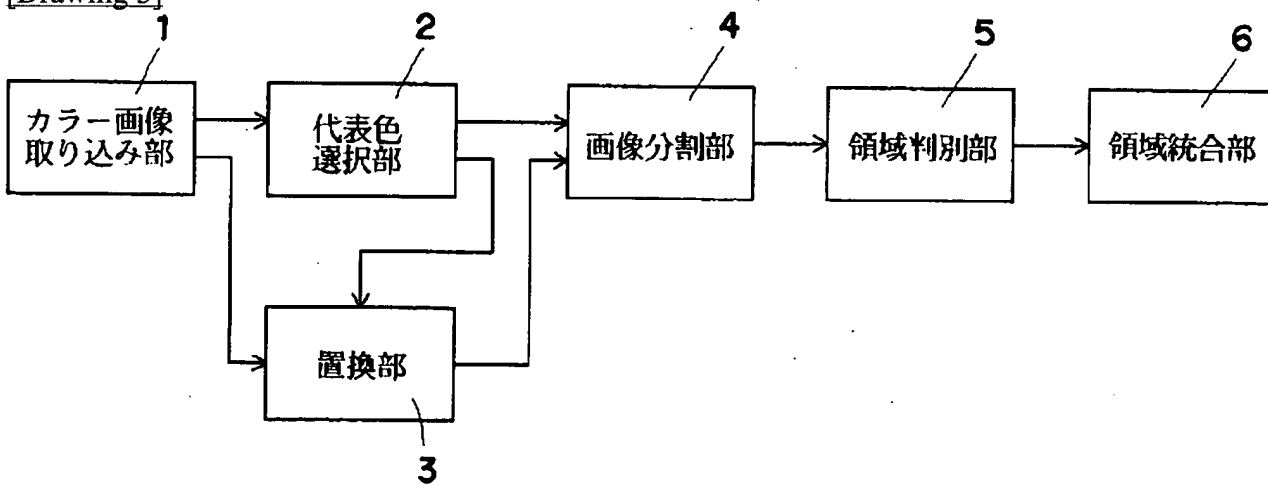 [Drawing 3]
1
カラー画像
取り込み部
2
代表色
選択部
4
画像分割部
5
領域判別部
6
領域統合部
置換部
3